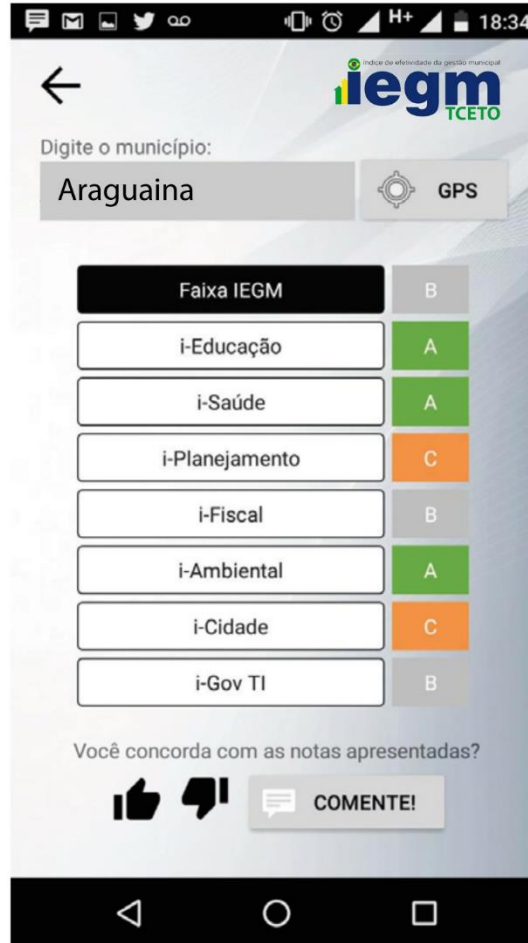 H+ 18:34
índice de efetividade da gestão municipal
iegm
TCETO
Digite o município:
Araguaina GPS
Faixa IEGM B
i-Educação A
i-Saúde A
i-Planejamento C
i-Fiscal B
i-Ambiental A
i-Cidade C
i-Gov TI B
Você concorda com as notas apresentadas?
COMENTE!